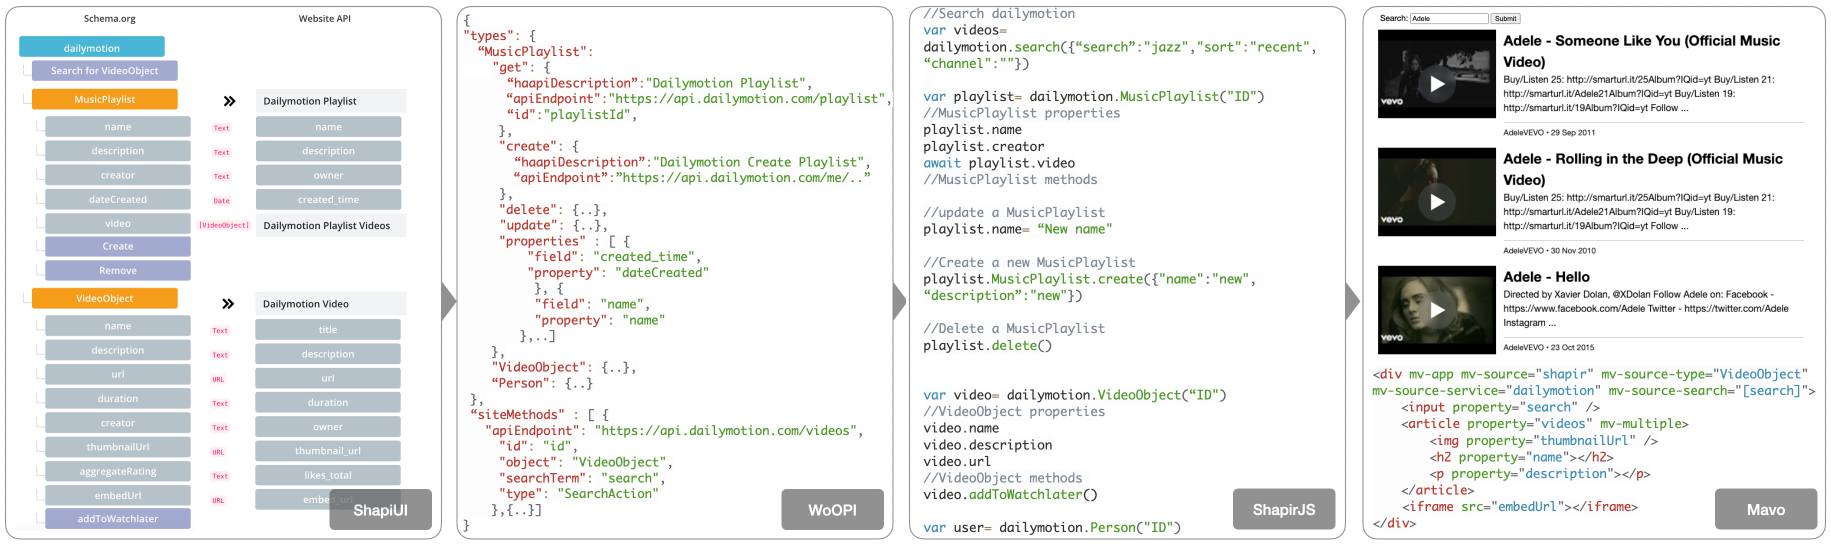 Schema.org Website API
dailymotion
Search for VideoObject
MusicPlaylist » Dailymotion Playlist
name Text name
description Text description
creator Text owner
dateCreated Date created_time
video [VideoObject] Dailymotion Playlist Videos
Create
Remove
VideoObject » Dailymotion Video
name Text title
description Text description
url URL url
duration Text duration
creator Text owner
thumbnailUrl URL thumbnail_url
aggregateRating Text likes_total
embedUrl URL embed_url
addToWatchlater
ShapiUI
{
"types": {
“MusicPlaylist":
"get": {
“haapiDescription”:"Dailymotion Playlist",
“apiEndpoint":"https://api.dailymotion.com/playlist",
"id":"playlistId",
},
"create": {
“haapiDescription”:"Dailymotion Create Playlist",
“apiEndpoint”:”https://api.dailymotion.com/me/..”
},
"delete": {..},
"update": {..},
"properties" : [ {
"field": "created_time",
"property": "dateCreated"
}, {
"field": "name",
"property": "name"
},..]
},
"VideoObject": {..},
“Person": {..}
},
“siteMethods" : [ {
"apiEndpoint": "https://api.dailymotion.com/videos",
"id": "id",
"object": "VideoObject",
"searchTerm": "search",
"type": "SearchAction"
},{..}]
}
WoOPI
//Search dailymotion
var videos=
dailymotion.search({“search”:"jazz","sort":"recent",
“channel":""})
var playlist= dailymotion.MusicPlaylist("ID")
//MusicPlaylist properties
playlist.name
playlist.creator
await playlist.video
//MusicPlaylist methods
//update a MusicPlaylist
playlist.name= “New name"
//Create a new MusicPlaylist
playlist.MusicPlaylist.create({"name":"new",
“description”:"new"})
//Delete a MusicPlaylist
playlist.delete()
var video= dailymotion.VideoObject(“ID")
//VideoObject properties
video.name
video.description
video.url
//VideoObject methods
video.addToWatchlater()
var user= dailymotion.Person("ID")
ShapirJS
Search: Adele Submit
vevo
Adele - Someone Like You (Official Music
Video)
Buy/Listen 25: http://smarturl.it/25Album?IQid=yt Buy/Listen 21:
http://smarturl.it/Adele21Album?IQid=yt Buy/Listen 19:
http://smarturl.it/19Album?IQid=yt Follow ...
AdeleVEVO • 29 Sep 2011
vevo
Adele - Rolling in the Deep (Official Music
Video)
Buy/Listen 25: http://smarturl.it/25Album?IQid=yt Buy/Listen 21:
http://smarturl.it/Adele21Album?IQid=yt Buy/Listen 19:
http://smarturl.it/19Album?IQid=yt Follow ...
AdeleVEVO • 30 Nov 2010
vevo
Adele - Hello
Directed by Xavier Dolan, @XDolan Follow Adele on: Facebook -
https://www.facebook.com/Adele Twitter - https://twitter.com/Adele
Instagram ...
AdeleVEVO • 23 Oct 2015
<div mv-app mv-source="shapir" mv-source-type="VideoObject"
mv-source-service="dailymotion" mv-source-search="[search]">
<input property="search" />
<article property="videos" mv-multiple>
<img property="thumbnailUrl" />
<h2 property="name"></h2>
<p property="description"></p>
</article>
<iframe src="embedUrl"></iframe>
</div>
Mavo